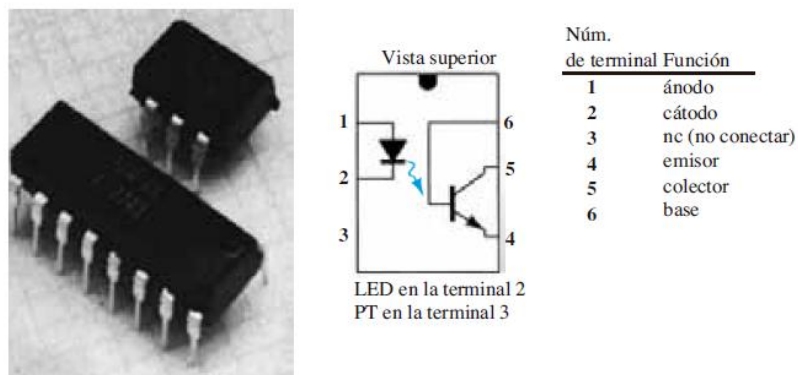 Vista superior
1
2
3
6
5
4
LED en la terminal 2
PT en la terminal 3
Núm.
de terminal Función
1 ánodo
2 cátodo
3 nc (no conectar)
4 emisor
5 colector
6 base